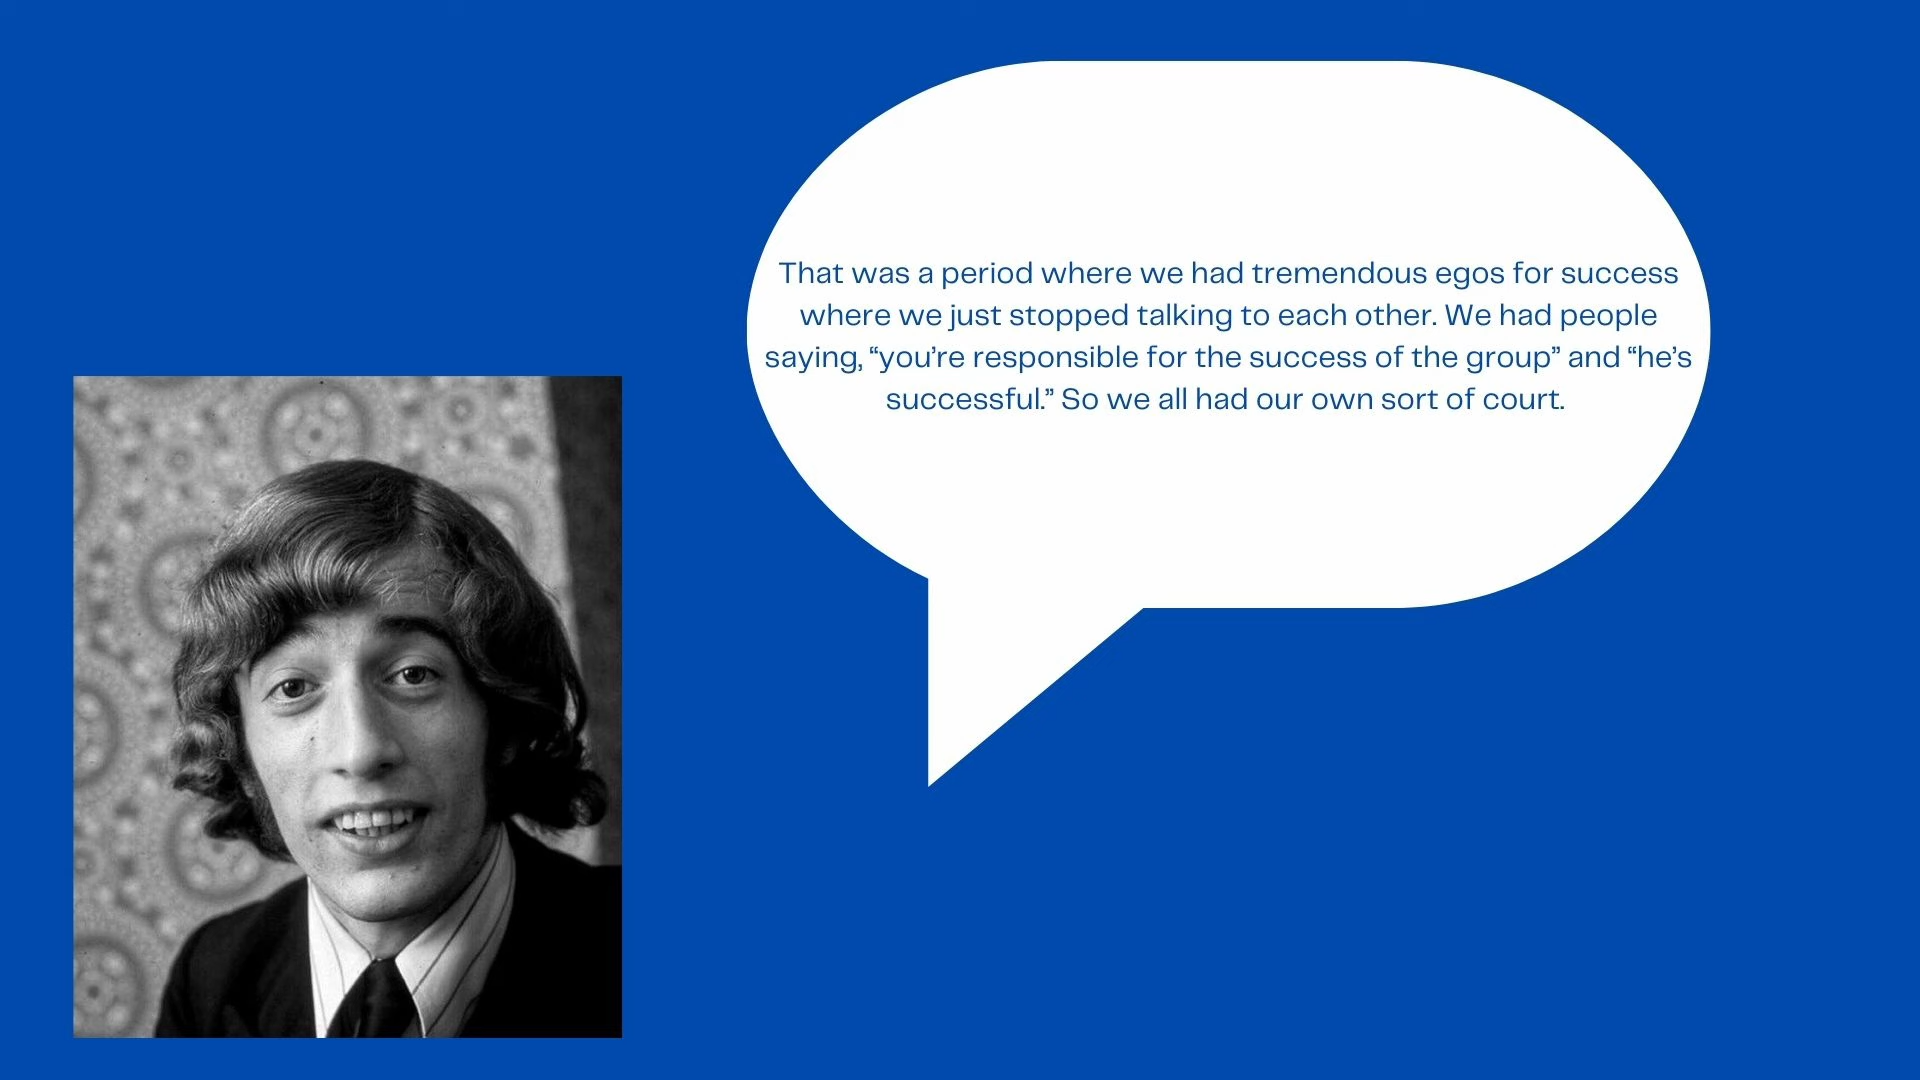 That was a period where we had tremendous egos for success
where we just stopped talking to each other. We had people
saying, “you’re responsible for the success of the group” and “he’s
successful.” So we all had our own sort of court.